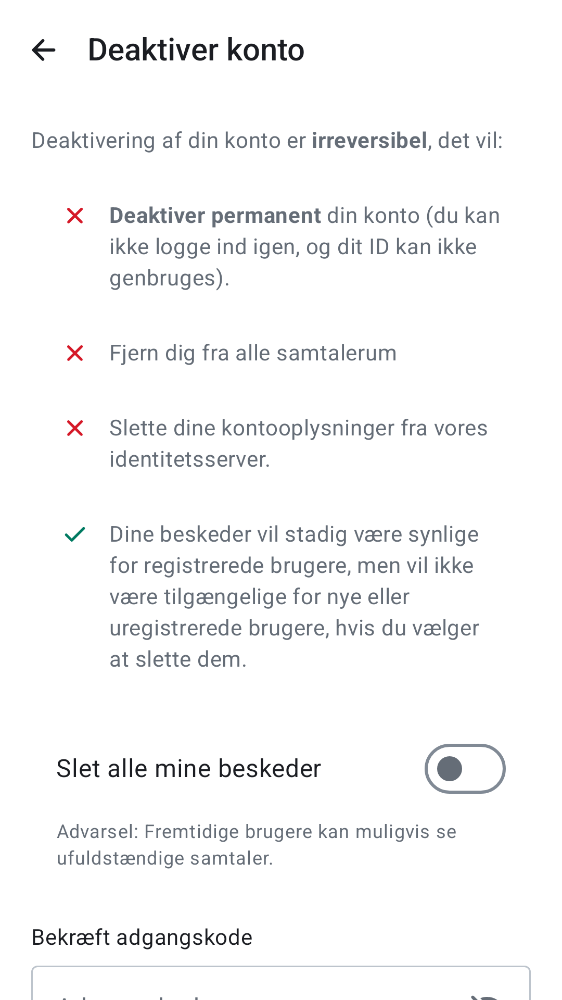 Deaktiver konto
Deaktivering af din konto er irreversibel, det vil:
Deaktiver permanent din konto (du kan
ikke logge ind igen, og dit ID kan ikke
genbruges).
Fjern dig fra alle samtalerum
Slette dine kontooplysninger fra vores
identitetsserver.
Dine beskeder vil stadig være synlige
for registrerede brugere, men vil ikke
være tilgængelige for nye eller
uregistrerede brugere, hvis du vælger
at slette dem.
Slet alle mine beskeder
Advarsel: Fremtidige brugere kan muligvis se
ufuldstændige samtaler.
Bekræft adgangskode